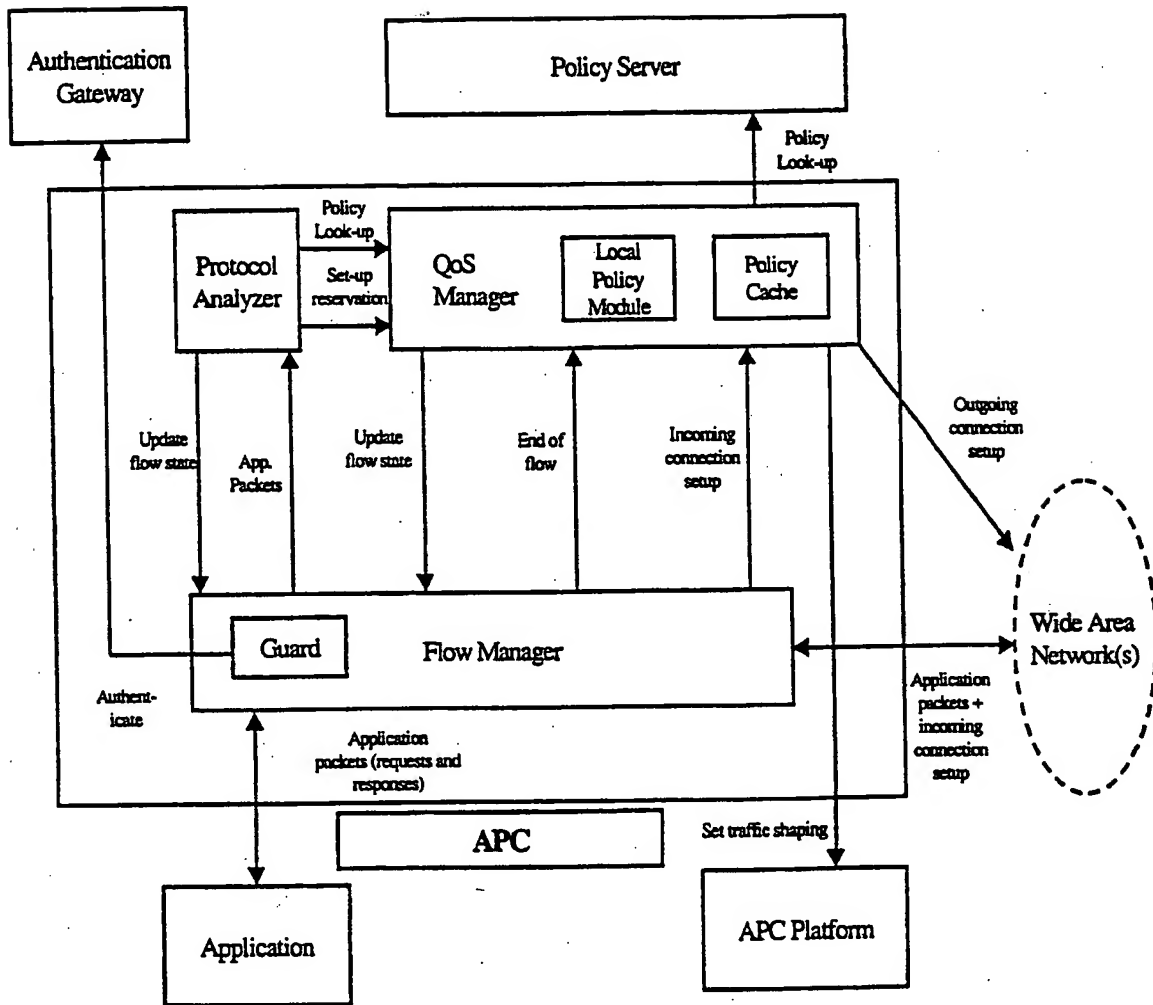 Authentication
Gateway
Policy Server
Policy
Look-up
Protocol
Analyzer
Policy
Look-up
Set-up
reservation
QoS
Manager
Local
Policy
Module
Policy
Cache
Update
flow state
App.
Packets
Update
flow state
End of
flow
Incoming
connection
setup
Outgoing
connection
setup
Guard
Flow Manager
Wide Area
Network(s)
Authent-
icate
Application
packets (requests and
responses)
Application
packets +
incoming
connection
setup
APC
Set traffic shaping
Application
APC Platform